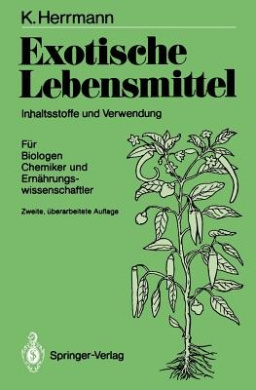 K. Herrmann
Exotische
Lebensmittel
Inhaltsstoffe und Verwendung
Für
Biologen
Chemiker und
Ernährungs-
wissenschaftler
Zweite, überarbeitete Auflage
Springer-Verlag